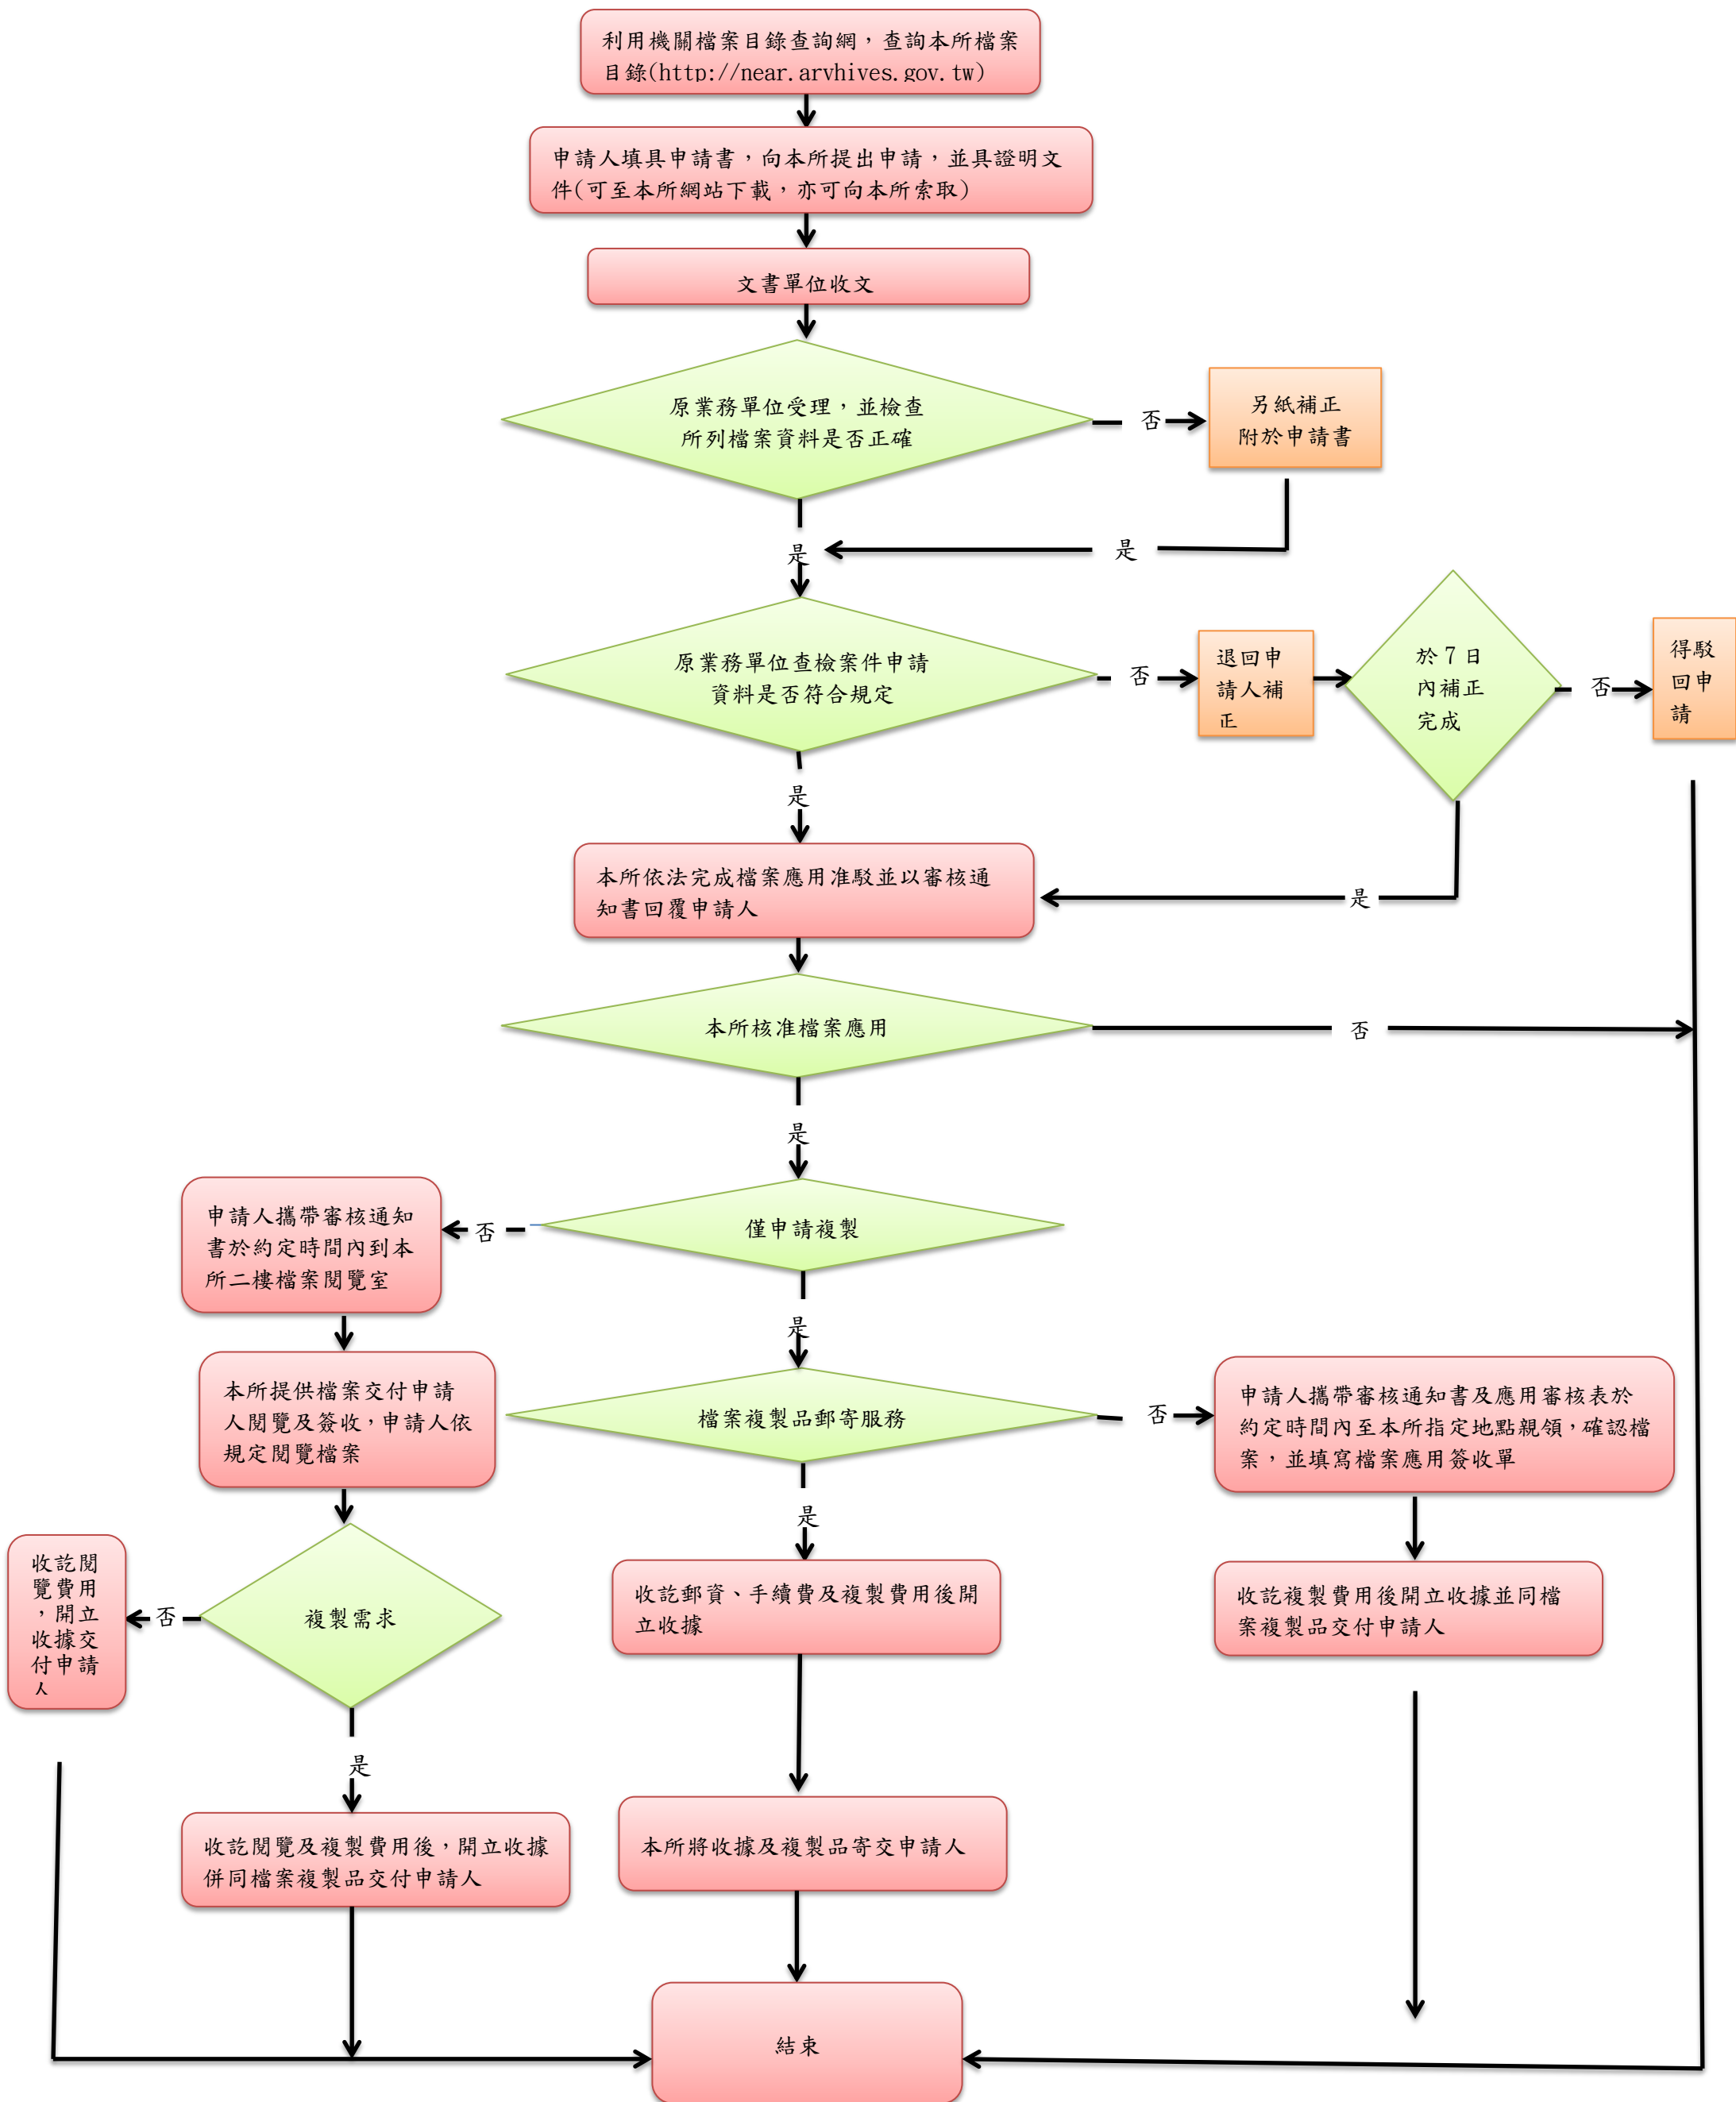 利用機關檔案目錄查詢網，查詢本所檔案
目錄(http://near.arvhives.gov.tw)
申請人填具申請書，向本所提出申請，並具證明文
件(可至本所網站下載，亦可向本所索取)
文書單位收文
原業務單位受理，並檢查
所列檔案資料是否正確
否
另紙補正
附於申請書
是
是
原業務單位查檢案件申請
資料是否符合規定
否
退回申
請人補
正
於7日
內補正
完成
否
得駁
回申
請
是
本所依法完成檔案應用准駁並以審核通
知書回覆申請人
是
本所核准檔案應用
否
是
僅申請複製
否
申請人攜帶審核通知
書於約定時間內到本
所二樓檔案閱覽室
是
本所提供檔案交付申請
人閱覽及簽收，申請人依
規定閱覽檔案
檔案複製品郵寄服務
否
申請人攜帶審核通知書及應用審核表於
約定時間內至本所指定地點親領，確認檔
案，並填寫檔案應用簽收單
是
收訖閱
覽費用
，開立
收據交
付申請
人
否
複製需求
收訖郵資、手續費及複製費用後開
立收據
收訖複製費用後開立收據並同檔
案複製品交付申請人
是
收訖閱覽及複製費用後，開立收據
併同檔案複製品交付申請人
本所將收據及複製品寄交申請人
結束